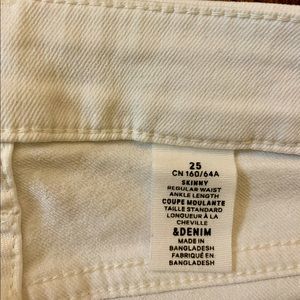 25
CN 160/64A
SKINNY
REGULAR WAIST
ANKLE LENGTH
COUPE MOULANTE
TAILLE STANDARD
LONGUEUR À LA
CHEVILLE
&DENIM
MADE IN
BANGLADESH
FABRIQUÉ EN
BANGLADESH